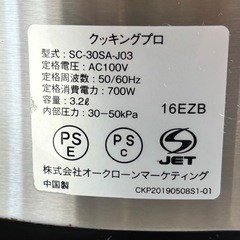 クッキングプロ
型式：SC-30SA-J03
定格電圧：AC100V
定格周波数：50/60Hz
定格消費電力：700W
容量：3.2ℓ
内部圧力：30－50kPa
16EZB
PS
E
PS
C
S
JET
株式会社オークローンマーケティング
中国製
CKP20190508S1-01